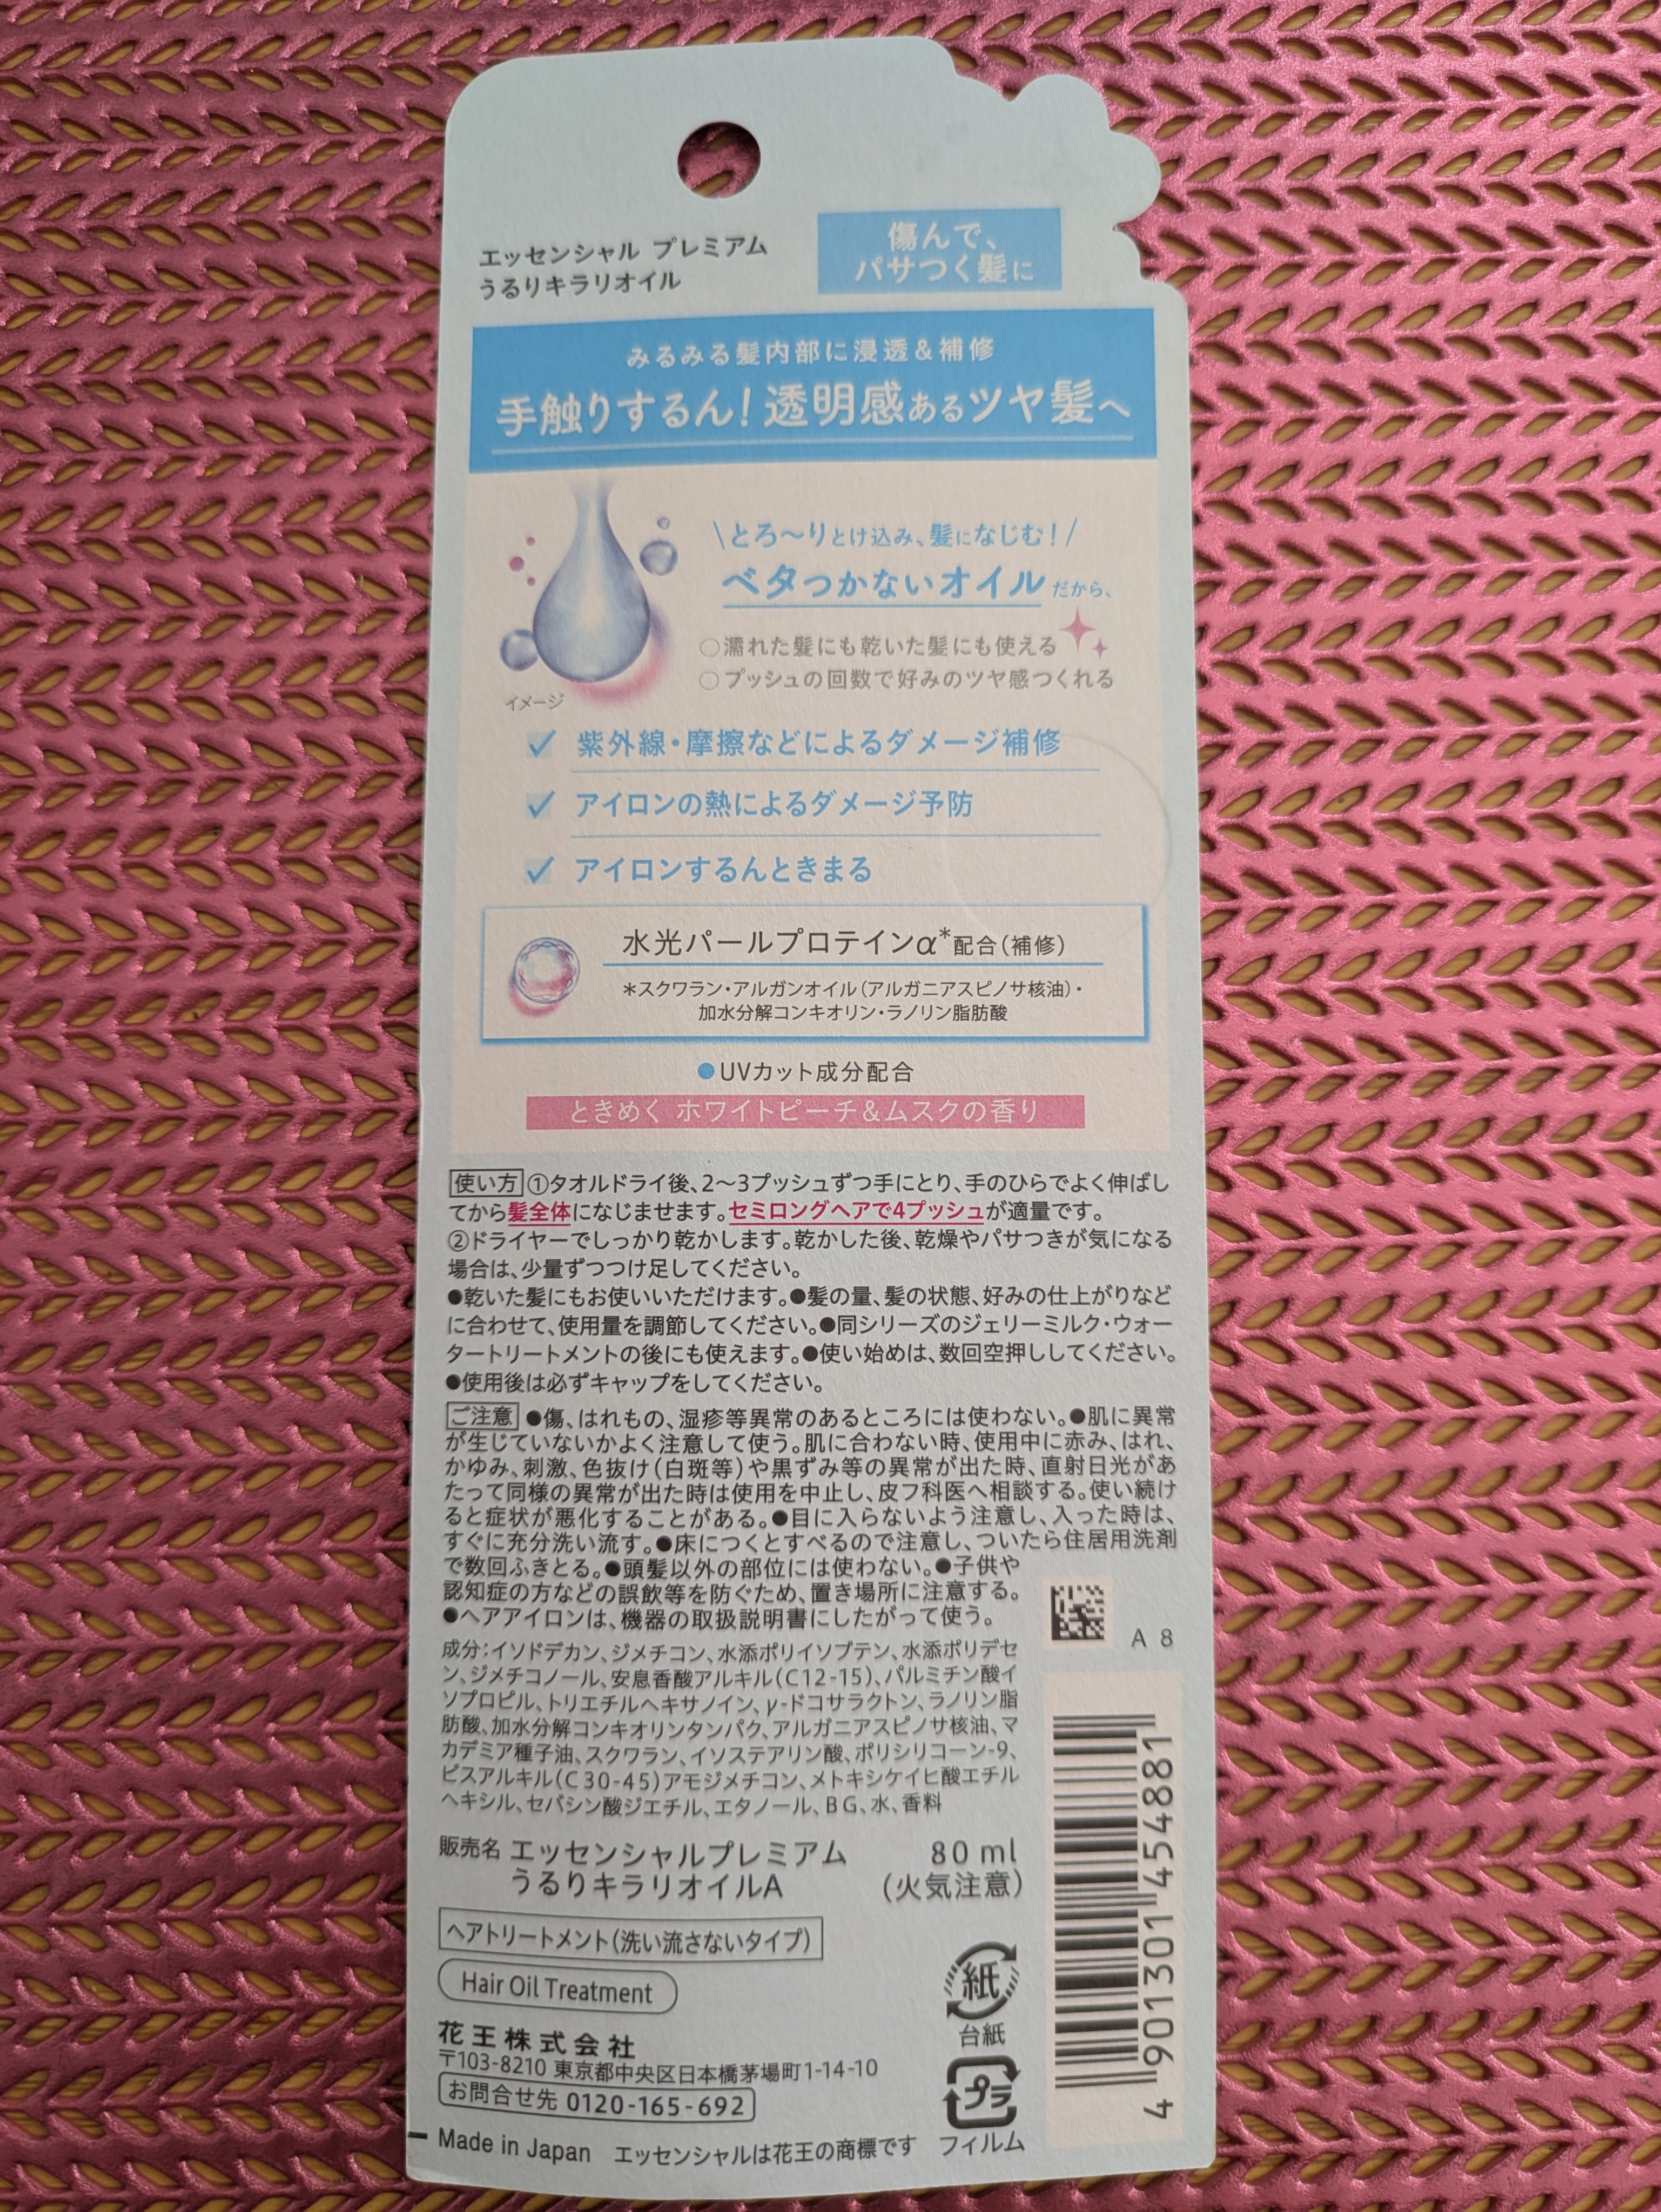 エッセンシャル プレミアム
うるりキラリオイル
傷んで、
パサつく髪に
みるみる髪内部に浸透&補修
手触りするん!透明感あるツヤ髪へ
\とろ〜りとけ込み、髪になじむ!/
ベタつかないオイルだから、
○濡れた髪にも乾いた髪にも使える
○プッシュの回数で好みのツヤ感つくれる
イメージ
✓ 紫外線・摩擦などによるダメージ補修
✓ アイロンの熱によるダメージ予防
✓ アイロンするんときまる
水光パールプロテインα*配合(補修)
*スクワラン・アルガンオイル(アルガニアスピノサ核油)・
加水分解コンキオリン・ラノリン脂肪酸
●UVカット成分配合
ときめく ホワイトピーチ&ムスクの香り
使い方 ①タオルドライ後、2〜3プッシュずつ手にとり、手のひらでよく伸ばし
てから髪全体になじませます。セミロングヘアで4プッシュが適量です。
②ドライヤーでしっかり乾かします。乾かした後、乾燥やパサつきが気になる
場合は、少量ずつつけ足してください。
●乾いた髪にもお使いいただけます。●髪の量、髪の状態、好みの仕上がりなど
に合わせて、使用量を調節してください。●同シリーズのジェリーミルク・ウォー
タートリートメントの後にも使えます。●使い始めは、数回空押ししてください。
●使用後は必ずキャップをしてください。
ご注意 ●傷、はれもの、湿疹等異常のあるところには使わない。●肌に異常
が生じていないかよく注意して使う。肌に合わない時、使用中に赤み、はれ、
かゆみ、刺激、色抜け(白斑等)や黒ずみ等の異常が出た時、直射日光があ
たって同様の異常が出た時は使用を中止し、皮フ科医へ相談する。使い続け
ると症状が悪化することがある。●目に入らないよう注意し、入った時は、
すぐに充分洗い流す。●床につくとすべるので注意し、ついたら住居用洗剤
で数回ふきとる。●頭髪以外の部位には使わない。●子供や
認知症の方などの誤飲等を防ぐため、置き場所に注意する。
●ヘアアイロンは、機器の取扱説明書にしたがって使う。
A 8
成分:イソドデカン、ジメチコン、水添ポリイソブテン、水添ポリデセ
ン、ジメチコノール、安息香酸アルキル(C12-15)、パルミチン酸イ
ソプロピル、トリエチルヘキサノイン、γ-ドコサラクトン、ラノリン脂
肪酸、加水分解コンキオリンタンパク、アルガニアスピノサ核油、マ
カデミア種子油、スクワラン、イソステアリン酸、ポリシリコーン-9、
ビスアルキル(C30-45)アモジメチコン、メトキシケイヒ酸エチル
ヘキシル、セバシン酸ジエチル、エタノール、BG、水、香料
販売名 エッセンシャルプレミアム
うるりキラリオイルA
80 ml
(火気注意)
ヘアトリートメント(洗い流さないタイプ)
Hair Oil Treatment
花王株式会社
〒103-8210 東京都中央区日本橋茅場町1-14-10
お問合せ先 0120-165-692
Made in Japan エッセンシャルは花王の商標です
紙
台紙
プラ
フィルム
4 901301 454881